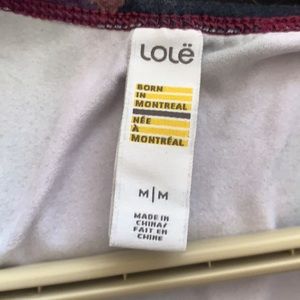 Lolë
BORN
IN
MONTREAL
NÉE
À
MONTRÉAL
M|M
MADE IN
CHINA/
FAIT EN
CHINE